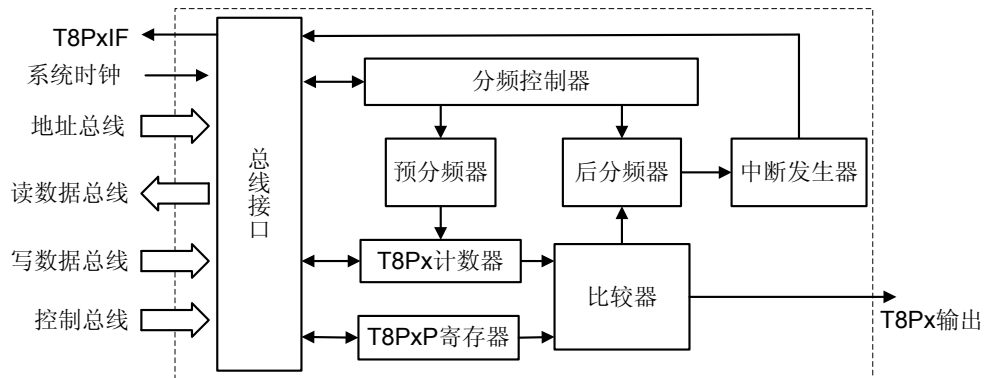 T8PxIF
系统时钟
地址总线
读数据总线
写数据总线
控制总线
总线接口
分频控制器
预分频器
后分频器
中断发生器
T8Px计数器
比较器
T8PxP寄存器
T8Px输出